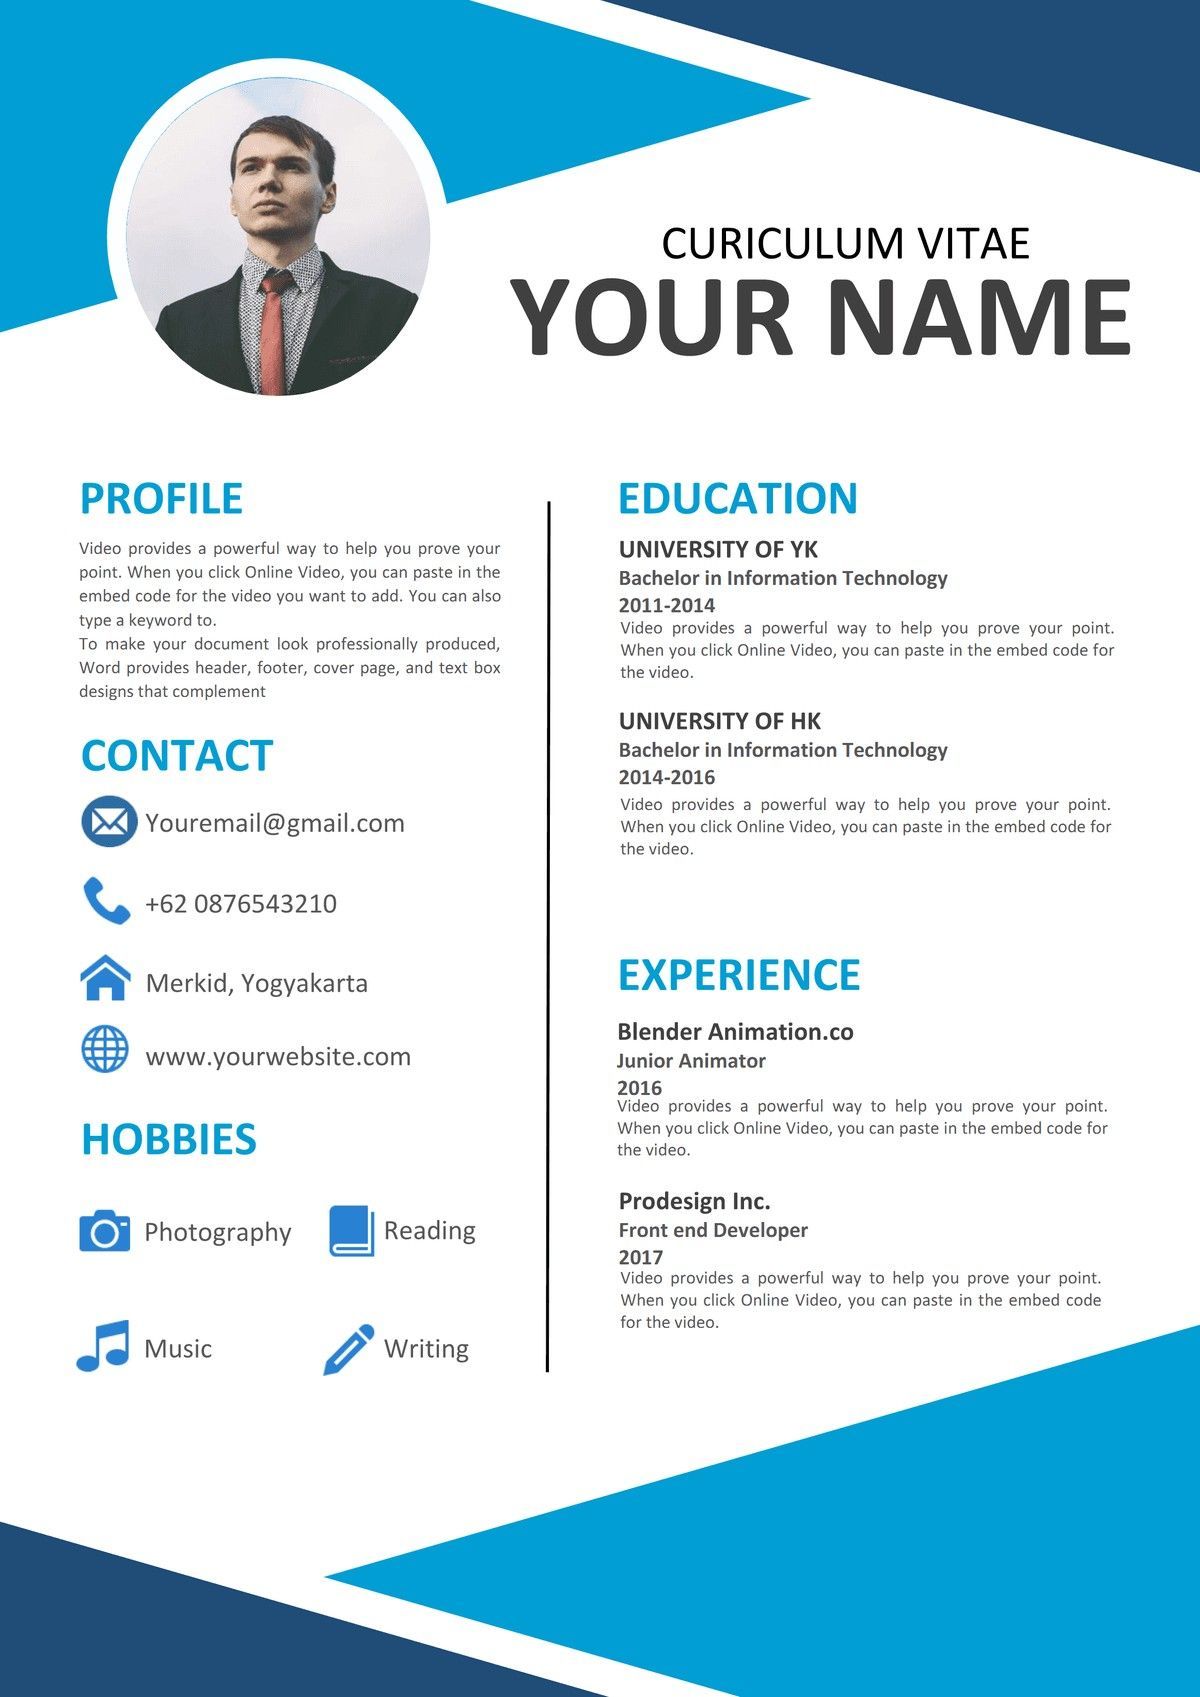 CURICULUM VITAE
YOUR NAME
PROFILE
Video provides a powerful way to help you prove your
point. When you click Online Video, you can paste in the
embed code for the video you want to add. You can also
type a keyword to.
To make your document look professionally produced,
Word provides header, footer, cover page, and text box
designs that complement
CONTACT
Youremail@gmail.com
+62 0876543210
Merkid, Yogyakarta
www.yourwebsite.com
HOBBIES
Photography
Reading
Music
Writing
EDUCATION
UNIVERSITY OF YK
Bachelor in Information Technology
2011-2014
Video provides a powerful way to help you prove your point.
When you click Online Video, you can paste in the embed code for
the video.
UNIVERSITY OF HK
Bachelor in Information Technology
2014-2016
Video provides a powerful way to help you prove your point.
When you click Online Video, you can paste in the embed code for
the video.
EXPERIENCE
Blender Animation.co
Junior Animator
2016
Video provides a powerful way to help you prove your point.
When you click Online Video, you can paste in the embed code for
the video.
Prodesign Inc.
Front end Developer
2017
Video provides a powerful way to help you prove your point.
When you click Online Video, you can paste in the embed code
for the video.